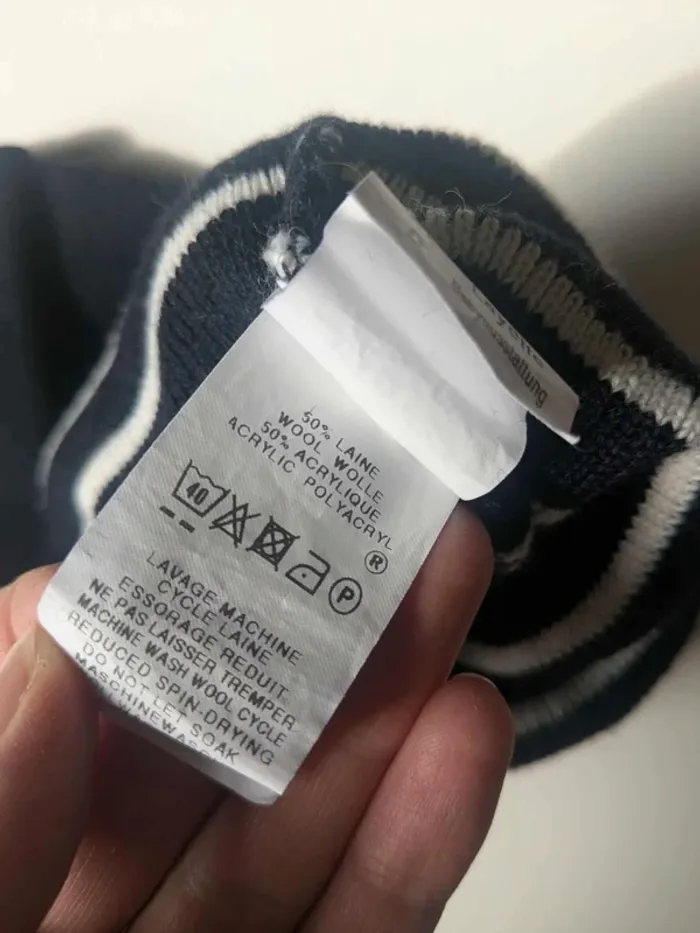 50% LAINE
WOOL WOLLE
50% ACRYLIQUE
ACRYLIC POLYACRYL
®
40
P
LAVAGE MACHINE
CYCLE LAINE
ESSORAGE REDUIT
NE PAS LAISSER TREMPER
MACHINE WASH WOOL CYCLE
REDUCED SPIN-DRYING
DO NOT LET SOAK